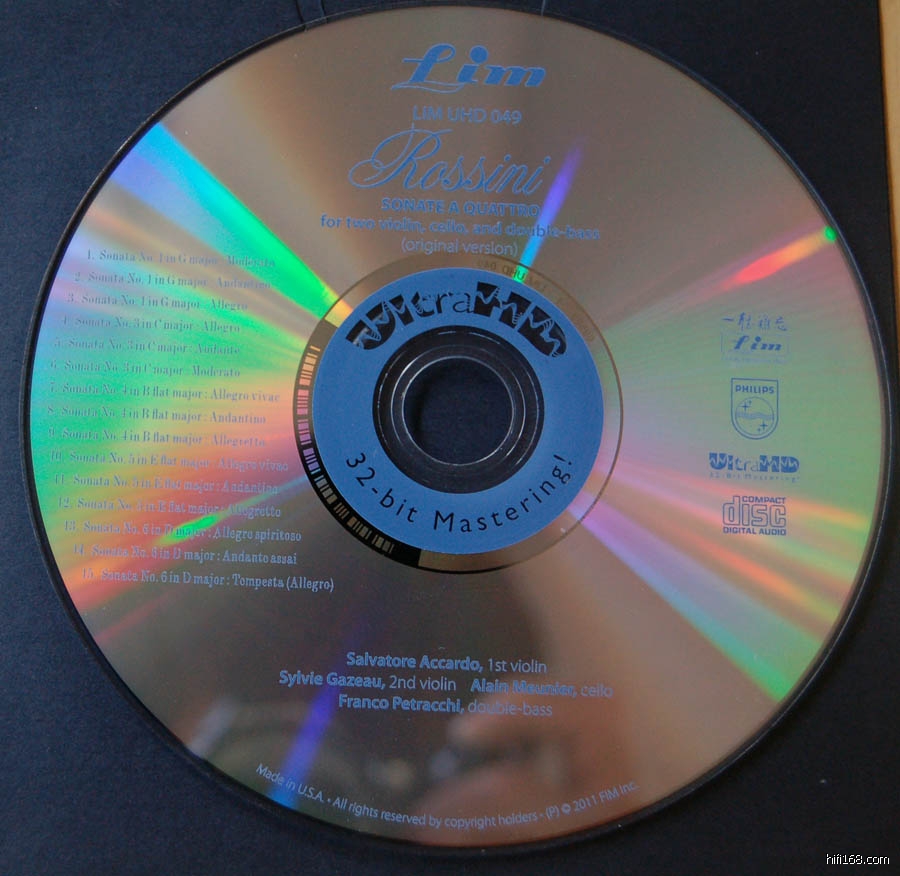 Lim
LIM UHD 049
Rossini
SONATE A QUATTRO
for two violin, cello, and double-bass
(original version)
1. Sonata No. 1 in G major : Moderato
2. Sonata No. 1 in G major : Andantino
3. Sonata No. 1 in G major : Allegro
4. Sonata No. 3 in C major : Allegro
5. Sonata No. 3 in C major : Andante
6. Sonata No. 3 in C major : Moderato
7. Sonata No. 4 in B flat major : Allegro vivac
8. Sonata No. 4 in B flat major : Andantino
9. Sonata No. 4 in B flat major : Allegretto
10. Sonata No. 5 in E flat major : Allegro vivac
11. Sonata No. 5 in E flat major : Andantino
12. Sonata No. 5 in E flat major : Allegretto
13. Sonata No. 6 in D major : Allegro spiritoso
14. Sonata No. 6 in D major : Andante assai
15. Sonata No. 6 in D major : Tempesta (Allegro)
UltraHD
32-bit Mastering!
Lim
PHILIPS
UltraHD
32-Bit Mastering!
COMPACT
disc
DIGITAL AUDIO
Salvatore Accardo, 1st violin
Sylvie Gazeau, 2nd violin Alain Meunier, cello
Franco Petracchi, double-bass
Made in U.S.A. • All rights reserved by copyright holders • (P) © 2011 FIM Inc.
hifi168.com